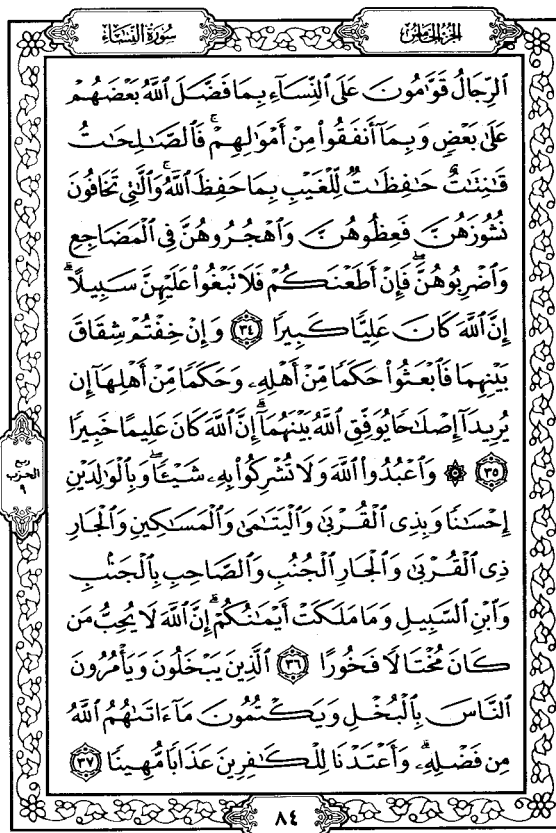 الجزء الخامس
سورة النساء
ٱلرِّجَالُ قَوَّٰمُونَ عَلَى ٱلنِّسَآءِ بِمَا فَضَّلَ ٱللَّهُ بَعْضَهُمْ
عَلَىٰ بَعْضٍ وَبِمَآ أَنفَقُوا۟ مِنْ أَمْوَٰلِهِمْ ۚ فَٱلصَّـٰلِحَـٰتُ
قَـٰنِتَـٰتٌ حَـٰفِظَـٰتٌ لِّلْغَيْبِ بِمَا حَفِظَ ٱللَّهُ ۚ وَٱلَّـٰتِى تَخَافُونَ
نُشُوزَهُنَّ فَعِظُوهُنَّ وَٱهْجُرُوهُنَّ فِى ٱلْمَضَاجِعِ
وَٱضْرِبُوهُنَّ ۖ فَإِنْ أَطَعْنَكُمْ فَلَا تَبْغُوا۟ عَلَيْهِنَّ سَبِيلًا ۗ
إِنَّ ٱللَّهَ كَانَ عَلِيًّا كَبِيرًا ٣٤ وَإِنْ خِفْتُمْ شِقَاقَ
بَيْنِهِمَا فَٱبْعَثُوا۟ حَكَمًا مِّنْ أَهْلِهِۦ وَحَكَمًا مِّنْ أَهْلِهَآ إِن
يُرِيدَآ إِصْلَـٰحًا يُوَفِّقِ ٱللَّهُ بَيْنَهُمَآ ۗ إِنَّ ٱللَّهَ كَانَ عَلِيمًا خَبِيرًا
٣٥ ۞ وَٱعْبُدُوا۟ ٱللَّهَ وَلَا تُشْرِكُوا۟ بِهِۦ شَيْـًٔا ۖ وَبِٱلْوَٰلِدَيْنِ
إِحْسَـٰنًا وَبِذِى ٱلْقُرْبَىٰ وَٱلْيَتَـٰمَىٰ وَٱلْمَسَـٰكِينِ وَٱلْجَارِ
ذِى ٱلْقُرْبَىٰ وَٱلْجَارِ ٱلْجُنُبِ وَٱلصَّاحِبِ بِٱلْجَنۢبِ
وَٱبْنِ ٱلسَّبِيلِ وَمَا مَلَكَتْ أَيْمَـٰنُكُمْ ۗ إِنَّ ٱللَّهَ لَا يُحِبُّ مَن
كَانَ مُخْتَالًا فَخُورًا ٣٦ ٱلَّذِينَ يَبْخَلُونَ وَيَأْمُرُونَ
ٱلنَّاسَ بِٱلْبُخْلِ وَيَكْتُمُونَ مَآ ءَاتَىٰهُمُ ٱللَّهُ
مِن فَضْلِهِۦ ۗ وَأَعْتَدْنَا لِلْكَـٰفِرِينَ عَذَابًا مُّهِينًا ٣٧
ربع
الحزب
٩
٨٤